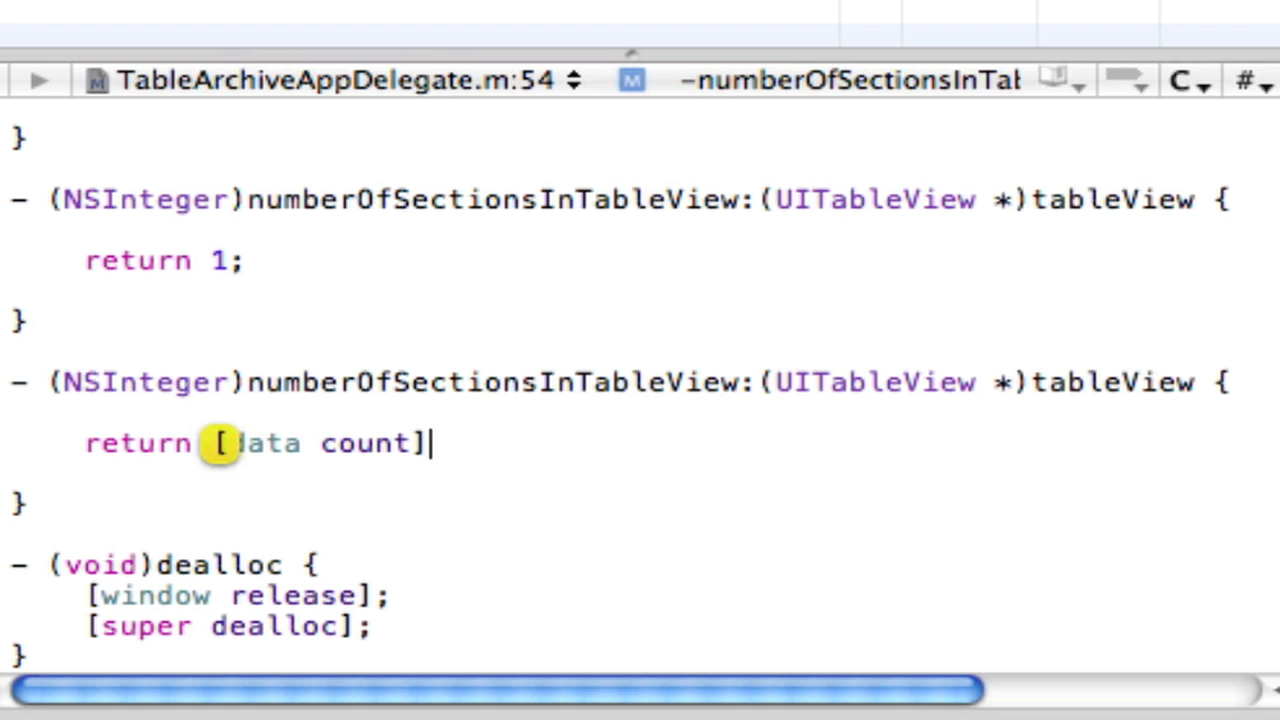 TableArchiveAppDelegate.m:54 M -numberOfSectionsInTal C #
}
- (NSInteger)numberOfSectionsInTableView:(UITableView *)tableView {
return 1;
}
- (NSInteger)numberOfSectionsInTableView:(UITableView *)tableView {
return [data count]
}
- (void)dealloc {
[window release];
[super dealloc];
}